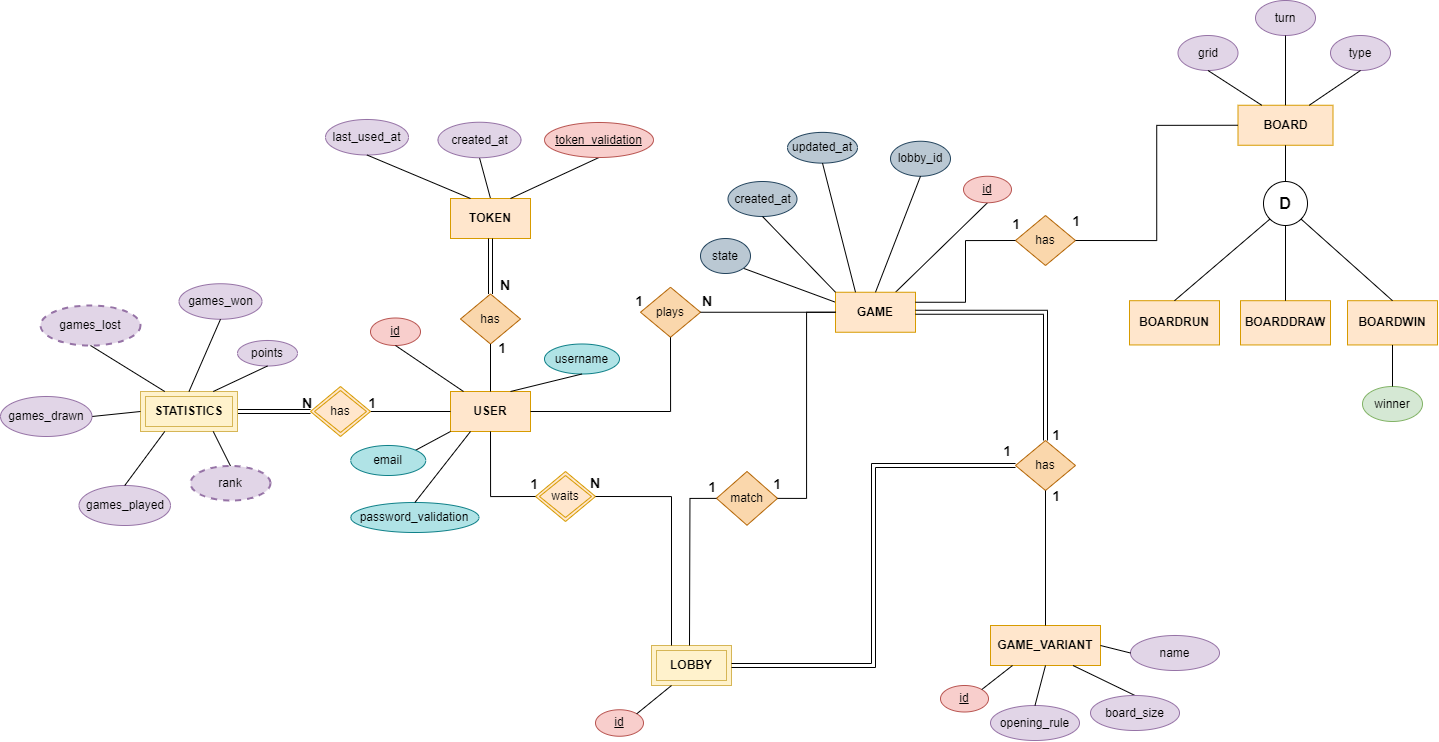 turn
grid
type
BOARD
last_used_at
created_at
token_validation
updated_at
lobby_id
id
created_at
TOKEN
D
1
1
has
state
N
has
1
games_won
games_lost
points
1
plays
N
GAME
BOARDRUN
BOARDDRAW
BOARDWIN
id
username
winner
STATISTICS
N
has
1
USER
games_drawn
email
1
1
has
1
rank
games_played
1
waits
N
1
match
1
password_validation
LOBBY
id
GAME_VARIANT
name
id
opening_rule
board_size